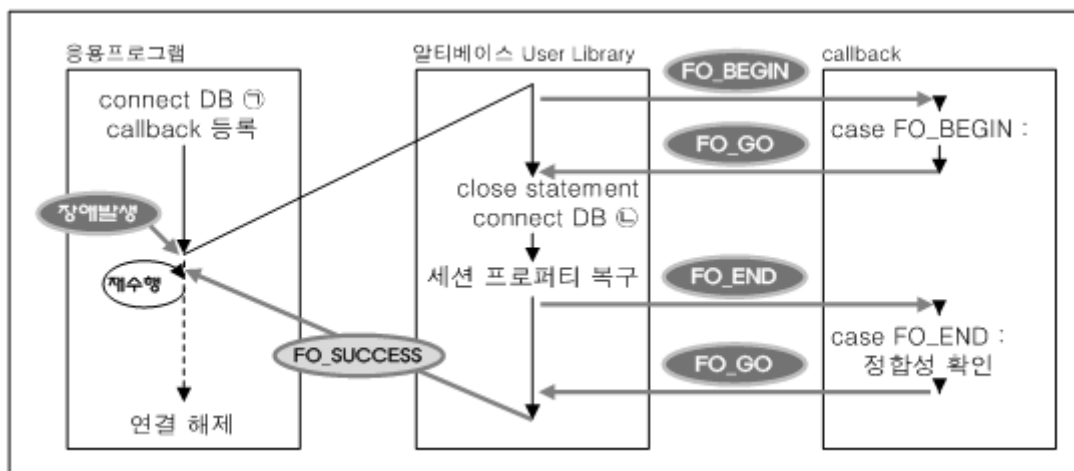 응용프로그램
connect DB ㉠
callback 등록
장애발생
재수행
연결 해제
FO_SUCCESS
알티베이스 User Library
close statement
connect DB ㉡
세션 프로퍼티 복구
FO_BEGIN
FO_GO
FO_END
FO_GO
callback
case FO_BEGIN :
case FO_END :
정합성 확인